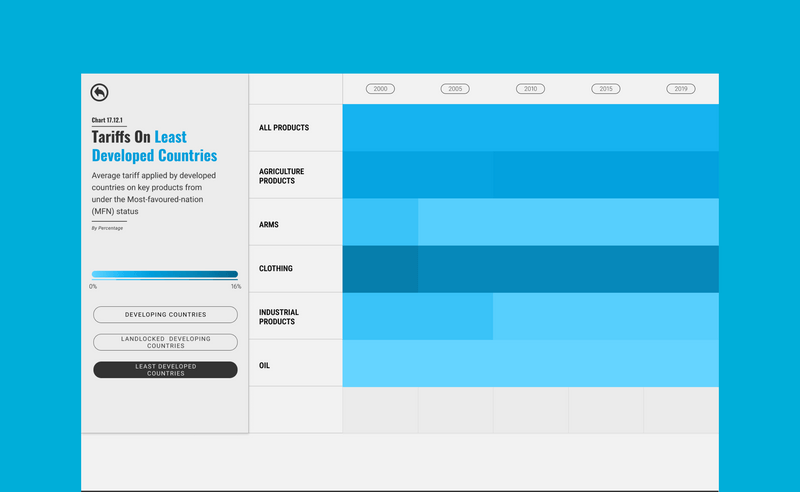 Chart 17.12.1
Tariffs On Least
Developed Countries
Average tariff applied by developed
countries on key products from
under the Most-favoured-nation
(MFN) status
By Percentage
0%
16%
DEVELOPING COUNTRIES
LANDLOCKED DEVELOPING
COUNTRIES
LEAST DEVELOPED
COUNTRIES
2000
2005
2010
2015
2019
ALL PRODUCTS
AGRICULTURE
PRODUCTS
ARMS
CLOTHING
INDUSTRIAL
PRODUCTS
OIL